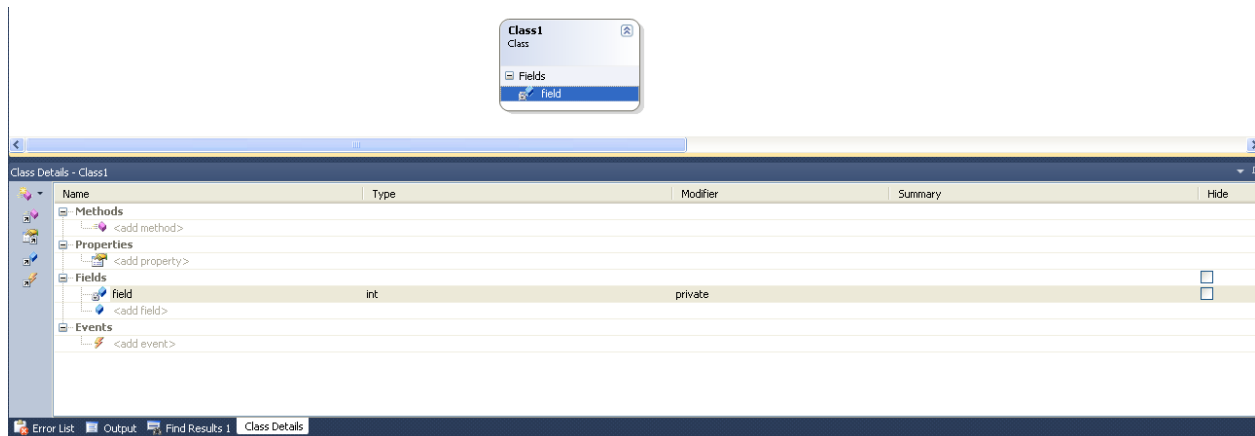 Class1
Class
Fields
field
Class Details - Class1
Name Type Modifier Summary Hide
Methods
<add method>
Properties
<add property>
Fields
field int private
<add field>
Events
<add event>
Error List Output Find Results 1 Class Details